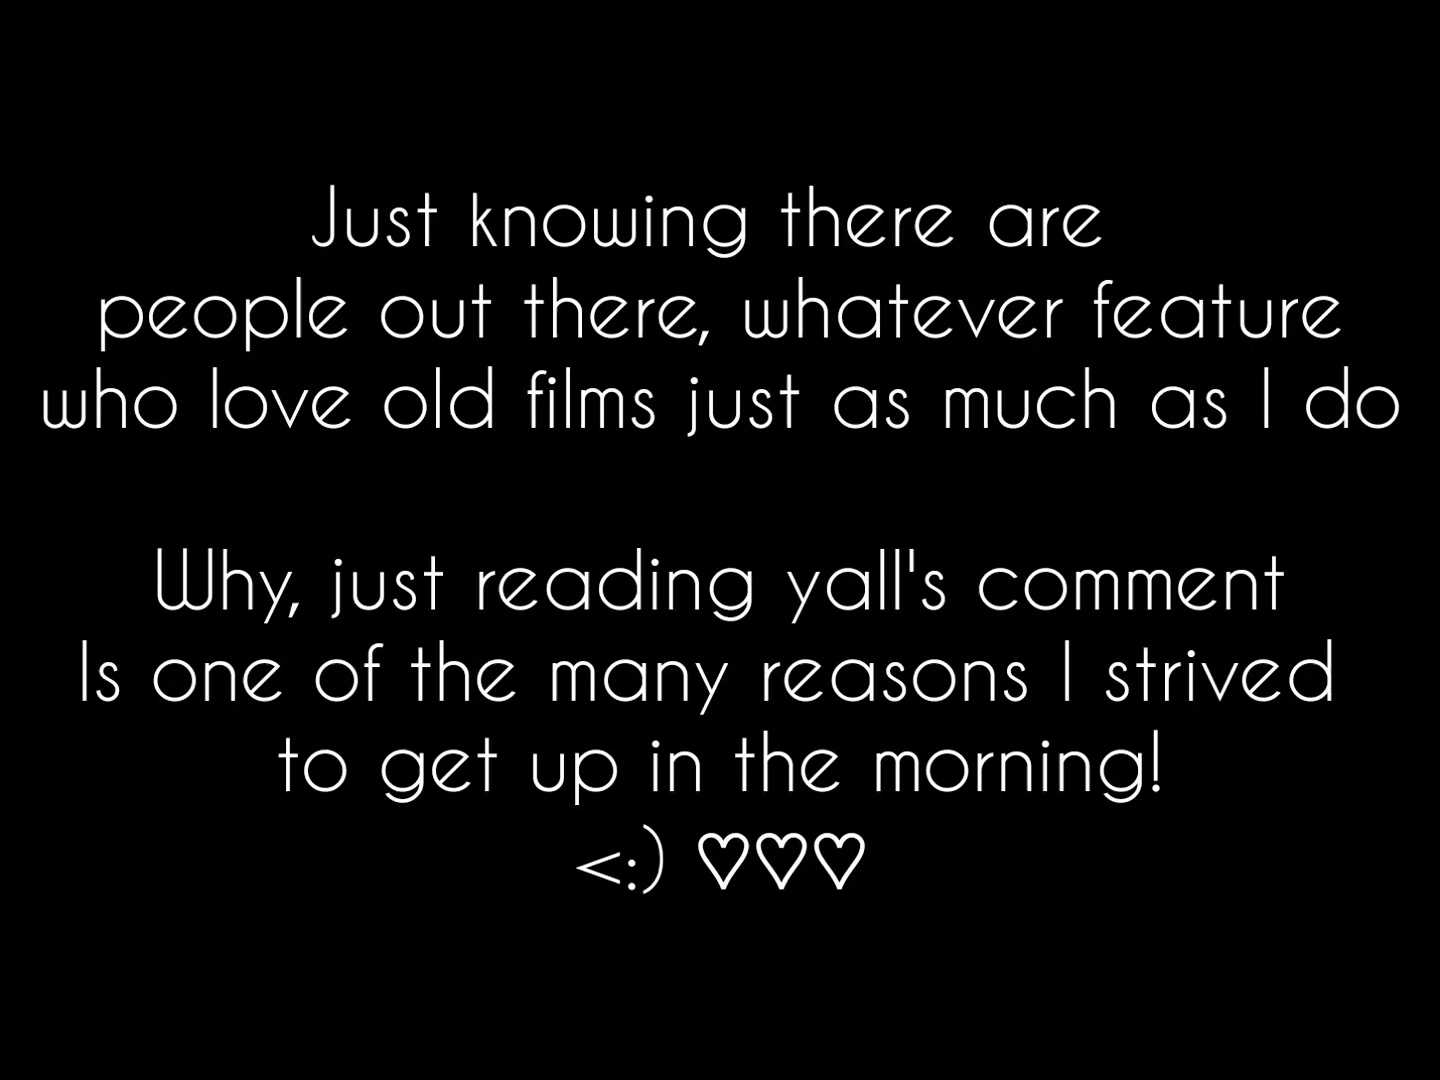 Just knowing there are
people out there, whatever feature
who love old films just as much as I do
Why, just reading yall's comment
Is one of the many reasons I strived
to get up in the morning!
<:) ♡♡♡